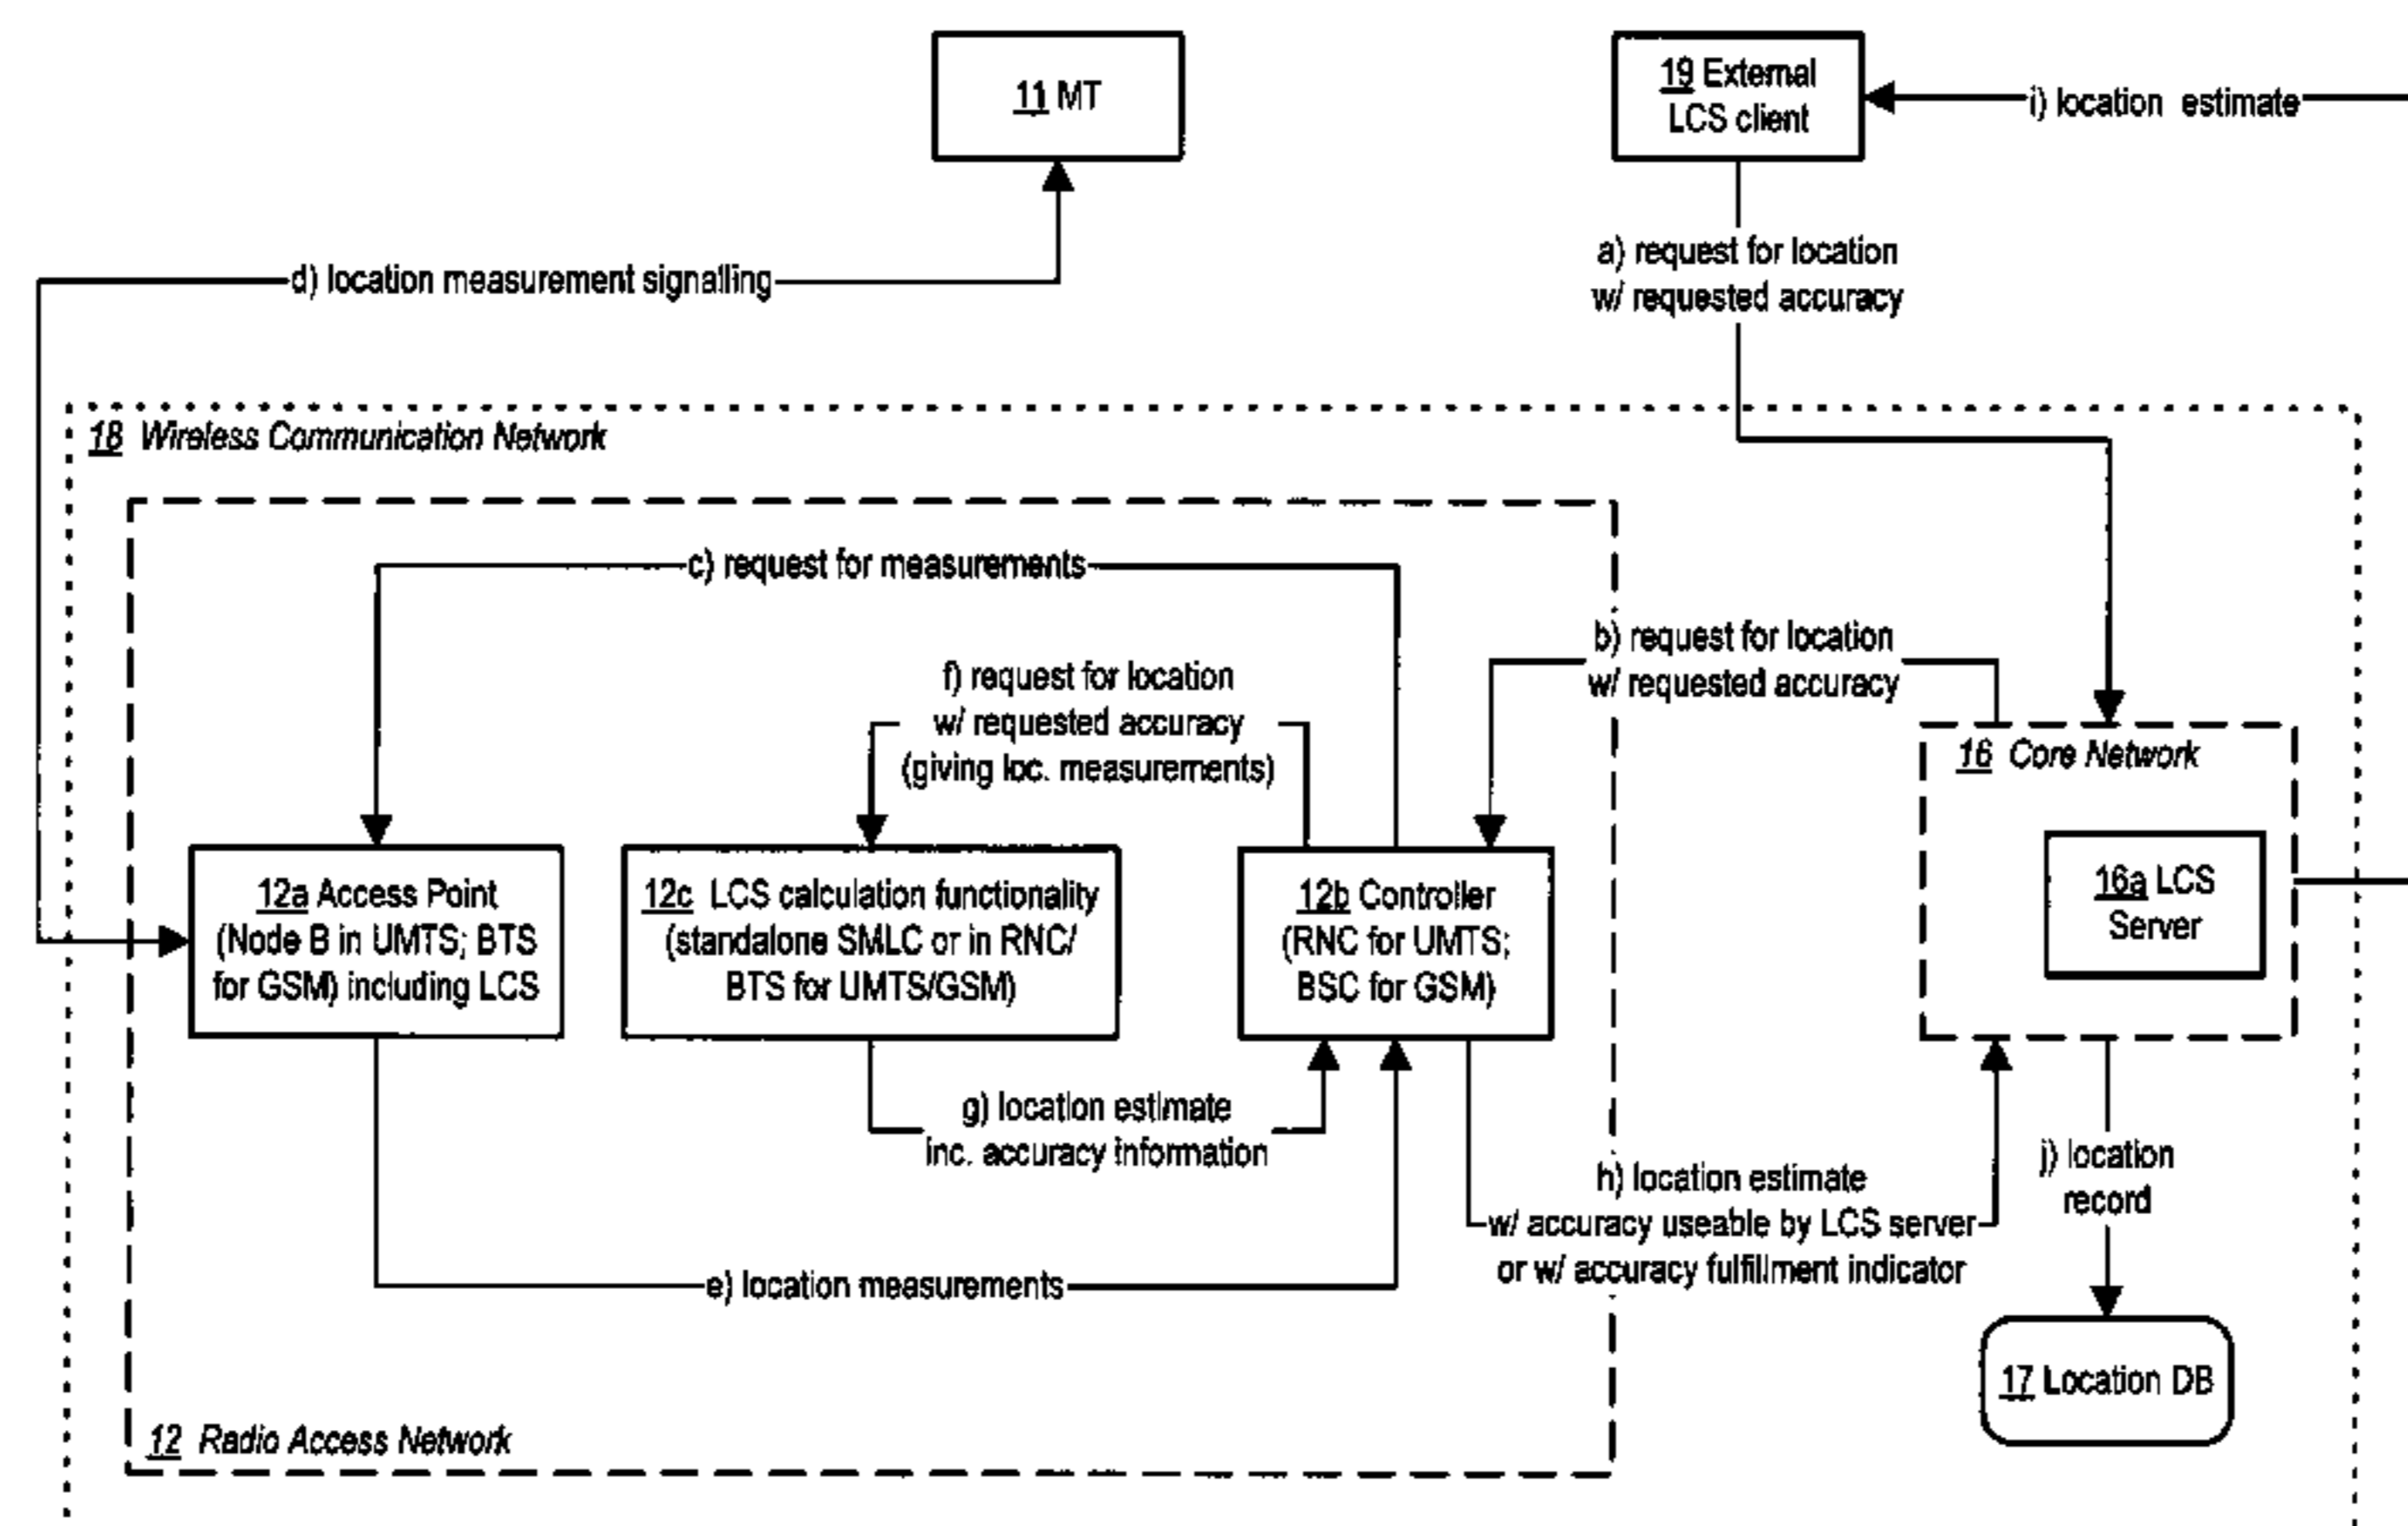 11 MT
19 External
LCS client
i) location estimate
a) request for location
w/ requested accuracy
d) location measurement signalling
18 Wireless Communication Network
c) request for measurements
b) request for location
w/ requested accuracy
f) request for location
w/ requested accuracy
(giving loc. measurements)
16 Core Network
12a Access Point
(Node B in UMTS; BTS
for GSM) including LCS
12c LCS calculation functionality
(standalone SMLC or in RNC/
BTS for UMTS/GSM)
12b Controller
(RNC for UMTS;
BSC for GSM)
16a LCS
Server
g) location estimate
inc. accuracy information
h) location estimate
w/ accuracy useable by LCS server
or w/ accuracy fulfillment indicator
j) location
record
e) location measurements
17 Location DB
12 Radio Access Network